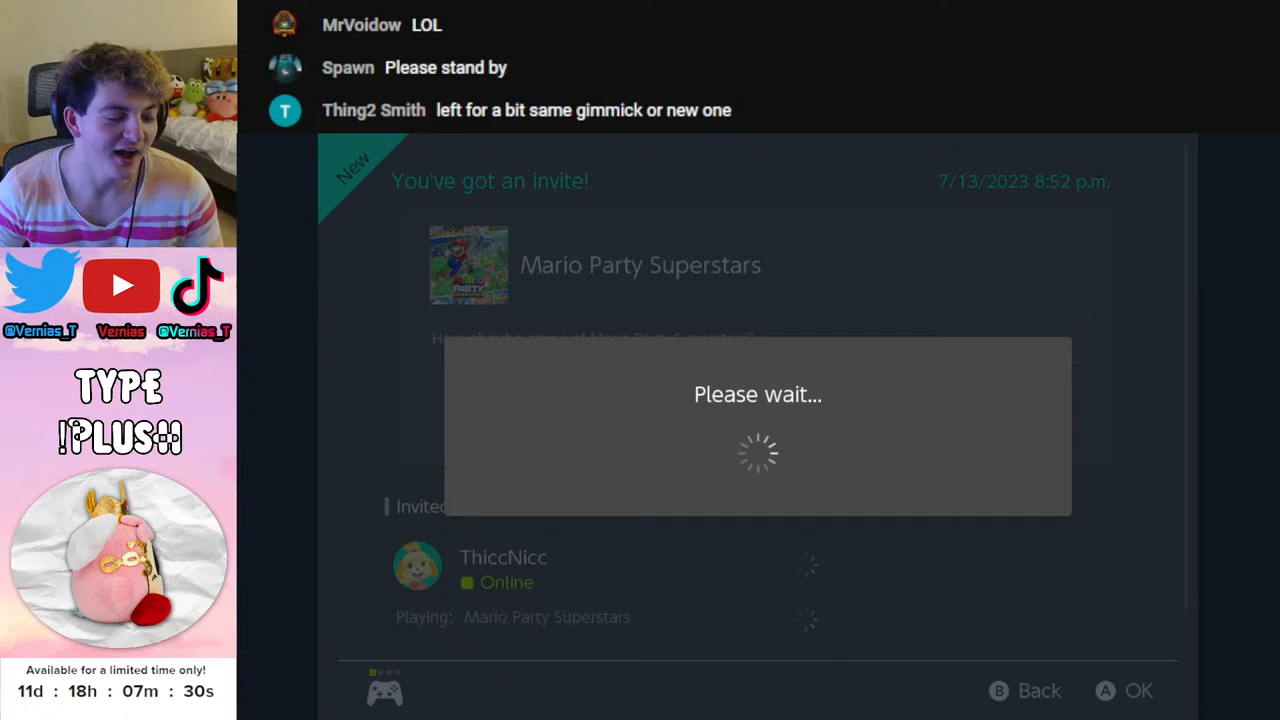 MrVoidow LOL
Spawn Please stand by
T Thing2 Smith left for a bit same gimmick or new one
New
You've got an invite!
7/13/2023 8:52 p.m.
Mario Party Superstars
Please wait...
Invited
ThiccNicc
Online
Playing: Mario Party Superstars
B Back A OK
@Vernias_T Vernias @Vernias_T
TYPE
!PLUSH
Available for a limited time only!
11d : 18h : 07m : 30s